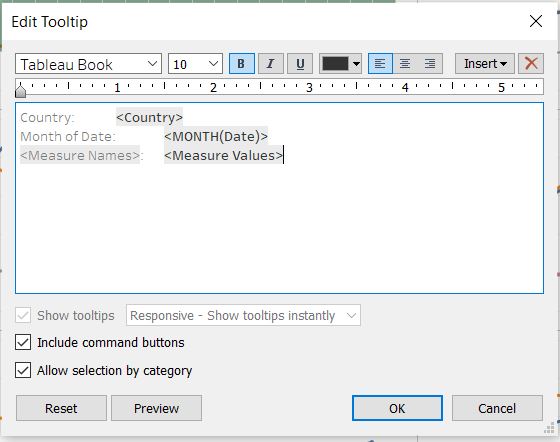 Edit Tooltip
Tableau Book 10 B I U Insert
1 2 3 4 5
Country: <Country>
Month of Date: <MONTH(Date)>
<Measure Names>: <Measure Values>
Show tooltips Responsive - Show tooltips instantly
Include command buttons
Allow selection by category
Reset Preview OK Cancel